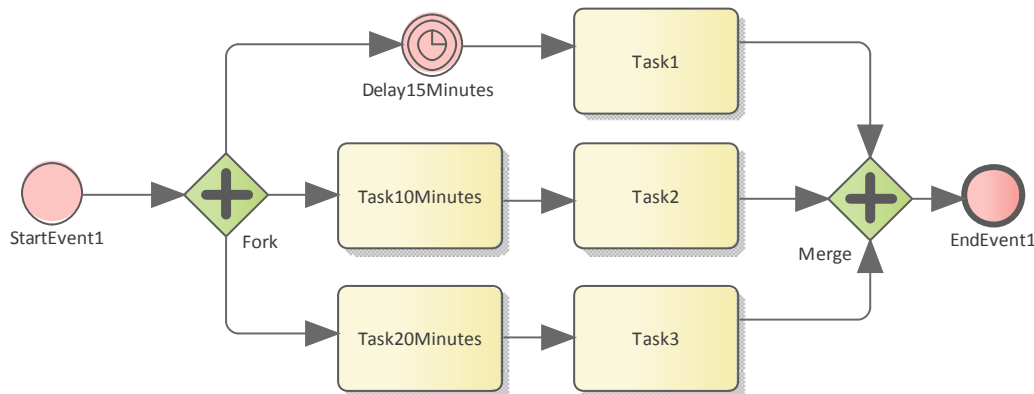 Task1
Delay15Minutes
Task10Minutes
Task2
StartEvent1
Fork
Merge
EndEvent1
Task20Minutes
Task3